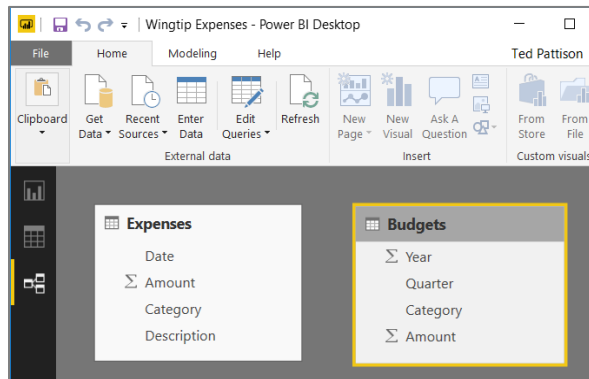 Wingtip Expenses - Power BI Desktop
File Home Modeling Help Ted Pattison
Clipboard Get Data Recent Sources Enter Data Edit Queries Refresh New Page New Visual Ask A Question From Store From File
External data Insert Custom visuals
Expenses
Date
Σ Amount
Category
Description
Budgets
Σ Year
Quarter
Category
Σ Amount